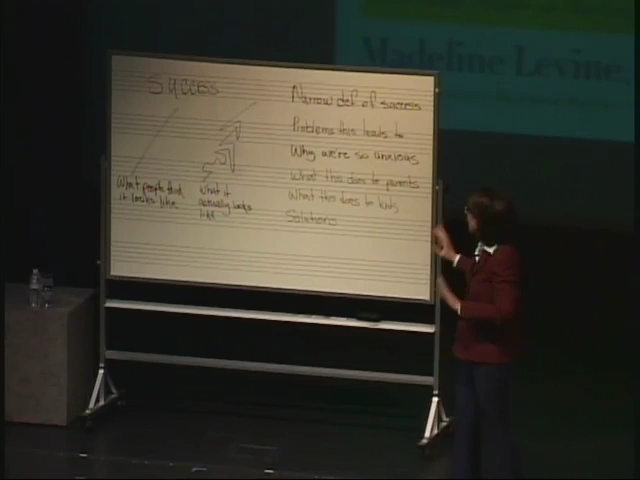 Madeline Levine,
SUCCESS
What people think
it looks like
What it
actually looks
like
Narrow def of success
Problems this leads to
Why we're so anxious
What this does to parents
What this does to kids
Solutions